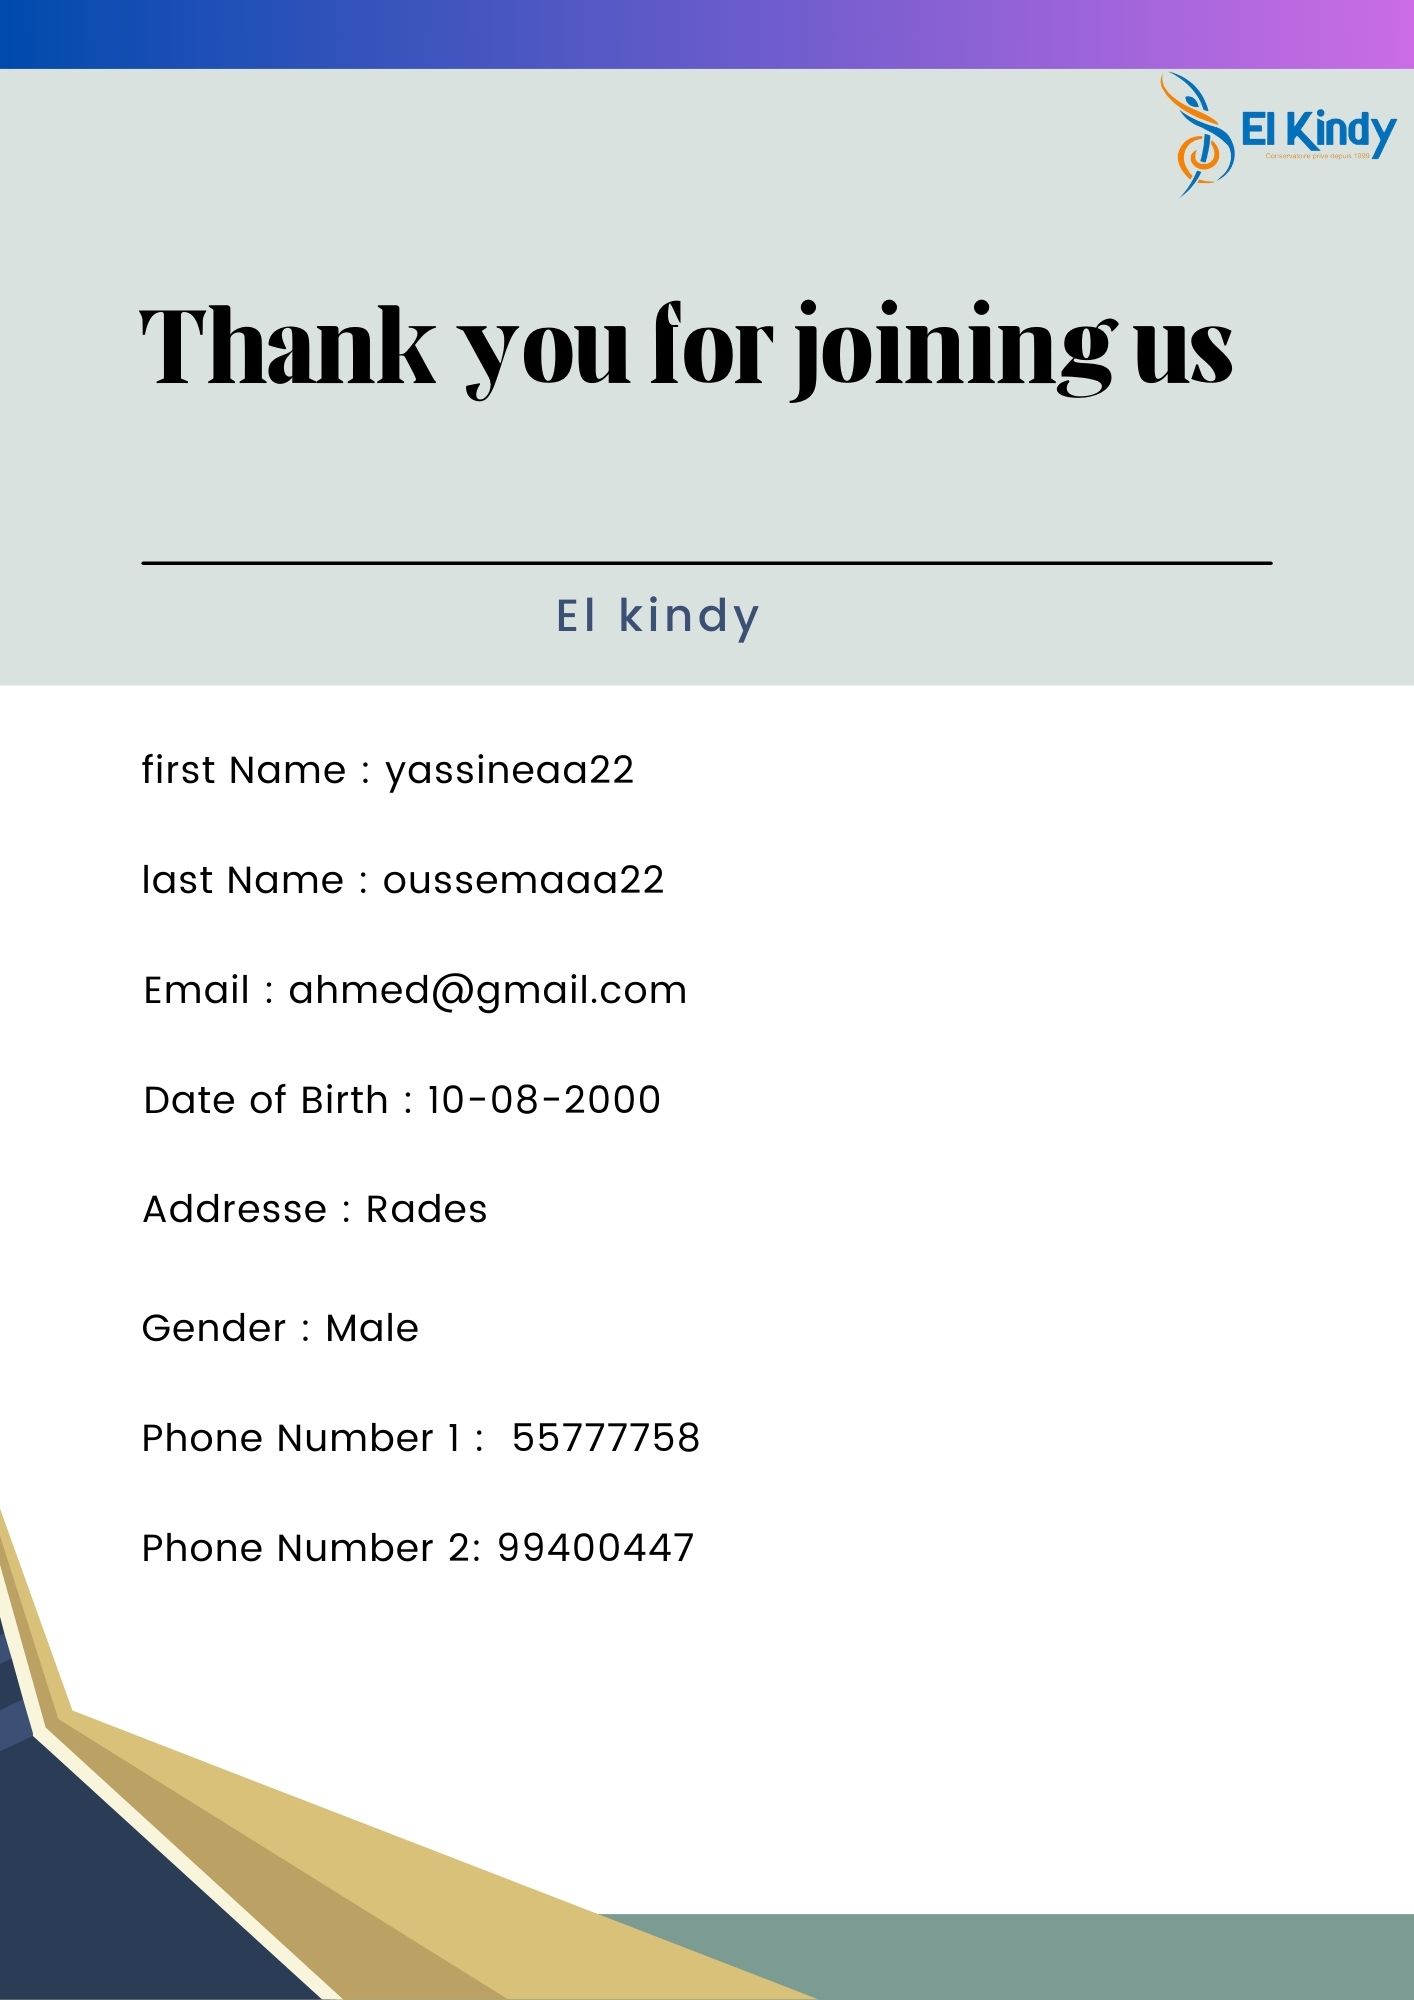 El Kindy
Conservatoire privé depuis 1999
Thank you for joining us
El kindy
first Name : yassineaa22
last Name : oussemaaa22
Email : ahmed@gmail.com
Date of Birth : 10-08-2000
Addresse : Rades
Gender : Male
Phone Number 1 :  55777758
Phone Number 2: 99400447